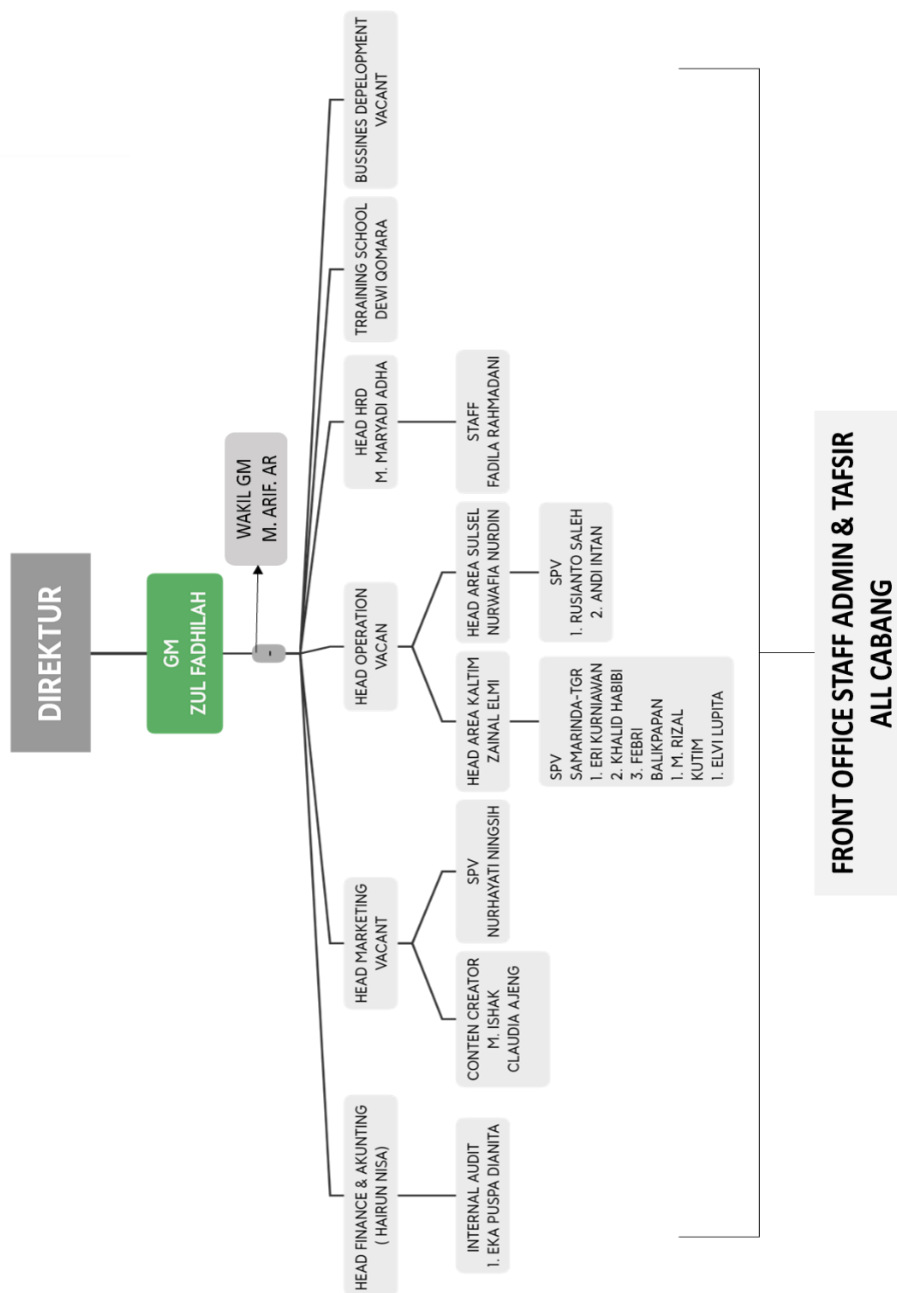 DIREKTUR
GM
ZUL FADHILAH
-
WAKIL GM
M. ARIF. AR
HEAD FINANCE & AKUNTING
( HAIRUN NISA)
INTERNAL AUDIT
1. EKA PUSPA DIANITA
HEAD MARKETING
VACANT
CONTEN CREATOR
M. ISHAK
CLAUDIA AJENG
SPV
NURHAYATI NINGSIH
HEAD OPERATION
VACAN
HEAD AREA KALTIM
ZAINAL ELMI
SPV
SAMARINDA-TGR
1. ERI KURNIAWAN
2. KHALID HABIBI
3. FEBRI
BALIKPAPAN
1. M. RIZAL
KUTIM
1. ELVI LUPITA
HEAD AREA SULSEL
NURWAFIA NURDIN
SPV
1. RUSIANTO SALEH
2. ANDI INTAN
HEAD HRD
M. MARYADI ADHA
STAFF
FADILA RAHMADANI
TRRAINING SCHOOL
DEWI QOMARA
BUSSINES DEPELOPMENT
VACANT
FRONT OFFICE STAFF ADMIN & TAFSIR
ALL CABANG